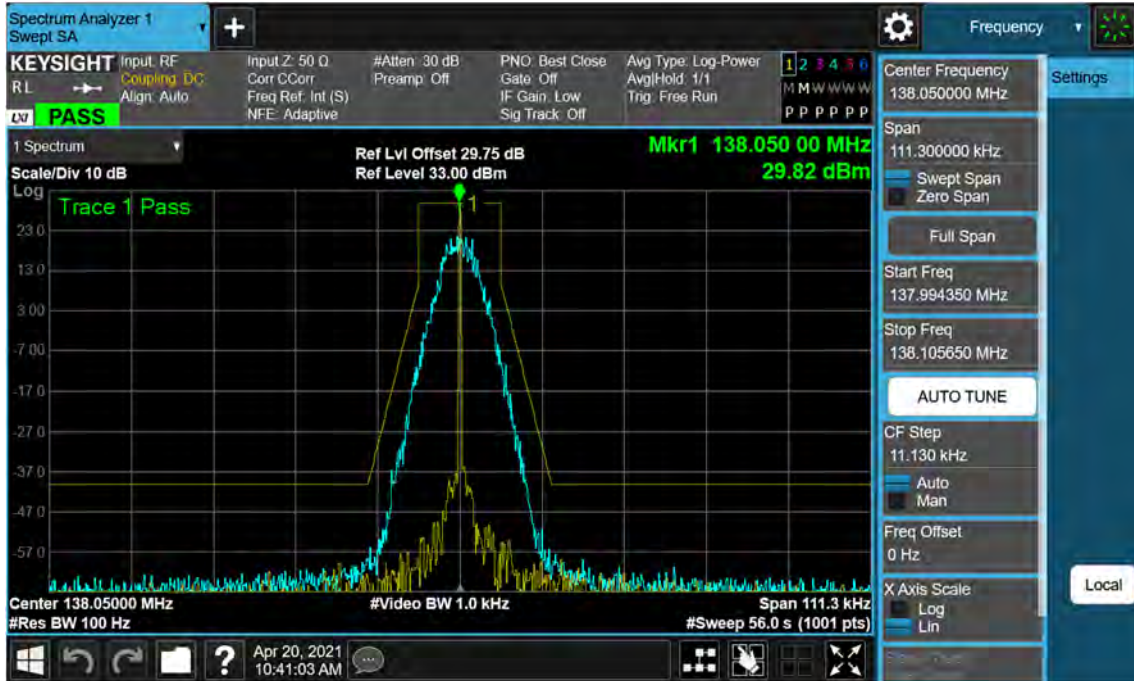 Spectrum Analyzer 1
Swept SA
+
Frequency
KEYSIGHT
RL
LXI PASS
Input: RF
Coupling: DC
Align: Auto
Input Z: 50 Ω
Corr CCorr
Freq Ref: Int (S)
NFE: Adaptive
#Atten: 30 dB
Preamp: Off
PNO: Best Close
Gate: Off
IF Gain: Low
Sig Track: Off
Avg Type: Log-Power
Avg|Hold: 1/1
Trig: Free Run
1 2 3 4 5 6
M M W W W W
P P P P P P
1 Spectrum
Scale/Div 10 dB
Ref Lvl Offset 29.75 dB
Ref Level 33.00 dBm
Mkr1 138.050 00 MHz
29.82 dBm
Log
Trace 1 Pass
1
23.0
13.0
3.00
-7.00
-17.0
-27.0
-37.0
-47.0
-57.0
Center 138.05000 MHz
#Video BW 1.0 kHz
Span 111.3 kHz
#Res BW 100 Hz
#Sweep 56.0 s (1001 pts)
?
Apr 20, 2021
10:41:03 AM
Center Frequency
138.050000 MHz
Span
111.300000 kHz
Swept Span
Zero Span
Full Span
Start Freq
137.994350 MHz
Stop Freq
138.105650 MHz
AUTO TUNE
CF Step
11.130 kHz
Auto
Man
Freq Offset
0 Hz
X Axis Scale
Log
Lin
Settings
Local